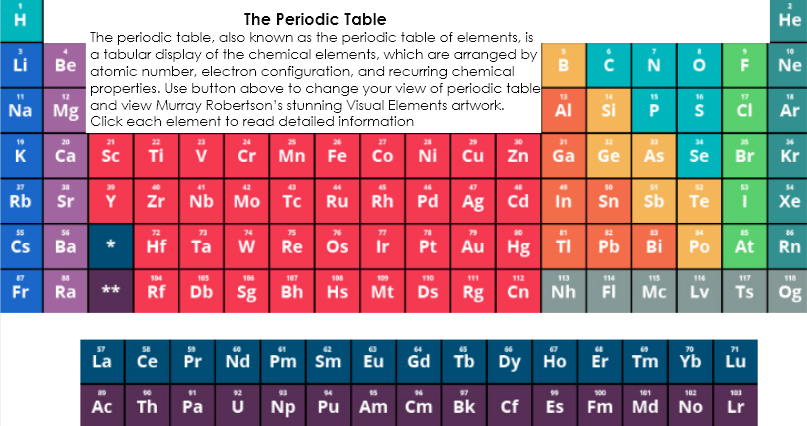 The Periodic Table
The periodic table, also known as the periodic table of elements, is
a tabular display of the chemical elements, which are arranged by
atomic number, electron configuration, and recurring chemical
properties. Use button above to change your view of periodic table
and view Murray Robertson's stunning Visual Elements artwork.
Click each element to read detailed information
1 2
H He
3 4 5 6 7 8 9 10
Li Be B C N O F Ne
11 12 13 14 15 16 17 18
Na Mg Al Si P S Cl Ar
19 20 21 22 23 24 25 26 27 28 29 30 31 32 33 34 35 36
K Ca Sc Ti V Cr Mn Fe Co Ni Cu Zn Ga Ge As Se Br Kr
37 38 39 40 41 42 43 44 45 46 47 48 49 50 51 52 53 54
Rb Sr Y Zr Nb Mo Tc Ru Rh Pd Ag Cd In Sn Sb Te I Xe
55 56 72 73 74 75 76 77 78 79 80 81 82 83 84 85 86
Cs Ba * Hf Ta W Re Os Ir Pt Au Hg Tl Pb Bi Po At Rn
87 88 104 105 106 107 108 109 110 111 112 113 114 115 116 117 118
Fr Ra ** Rf Db Sg Bh Hs Mt Ds Rg Cn Nh Fl Mc Lv Ts Og
57 58 59 60 61 62 63 64 65 66 67 68 69 70 71
La Ce Pr Nd Pm Sm Eu Gd Tb Dy Ho Er Tm Yb Lu
89 90 91 92 93 94 95 96 97 98 99 100 101 102 103
Ac Th Pa U Np Pu Am Cm Bk Cf Es Fm Md No Lr